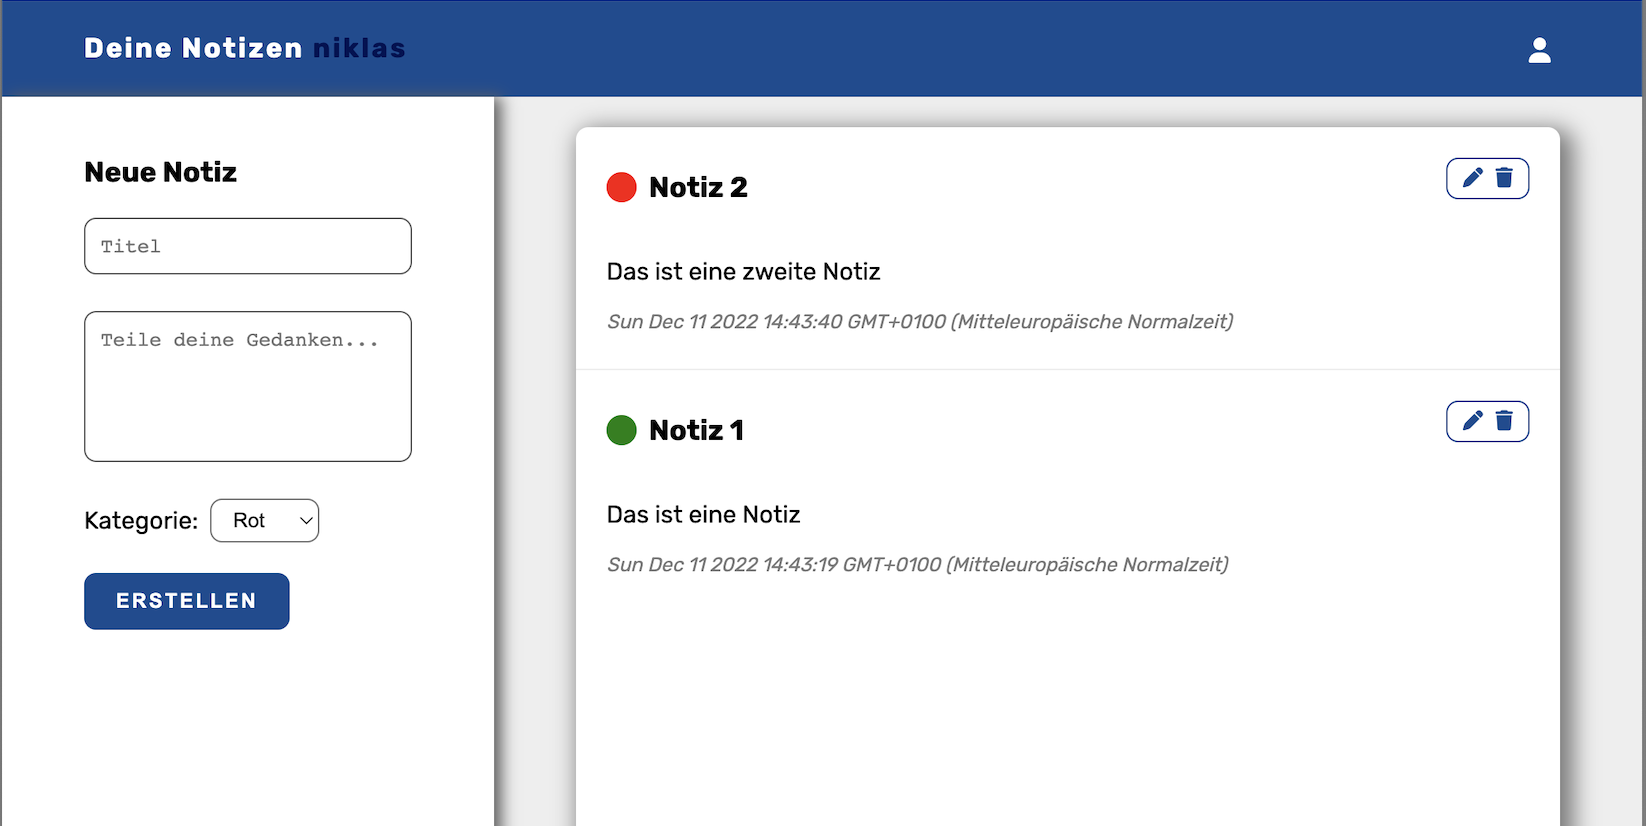 Deine Notizen niklas
Neue Notiz
Titel
Teile deine Gedanken...
Kategorie: Rot
ERSTELLEN
Notiz 2
Das ist eine zweite Notiz
Sun Dec 11 2022 14:43:40 GMT+0100 (Mitteleuropäische Normalzeit)
Notiz 1
Das ist eine Notiz
Sun Dec 11 2022 14:43:19 GMT+0100 (Mitteleuropäische Normalzeit)